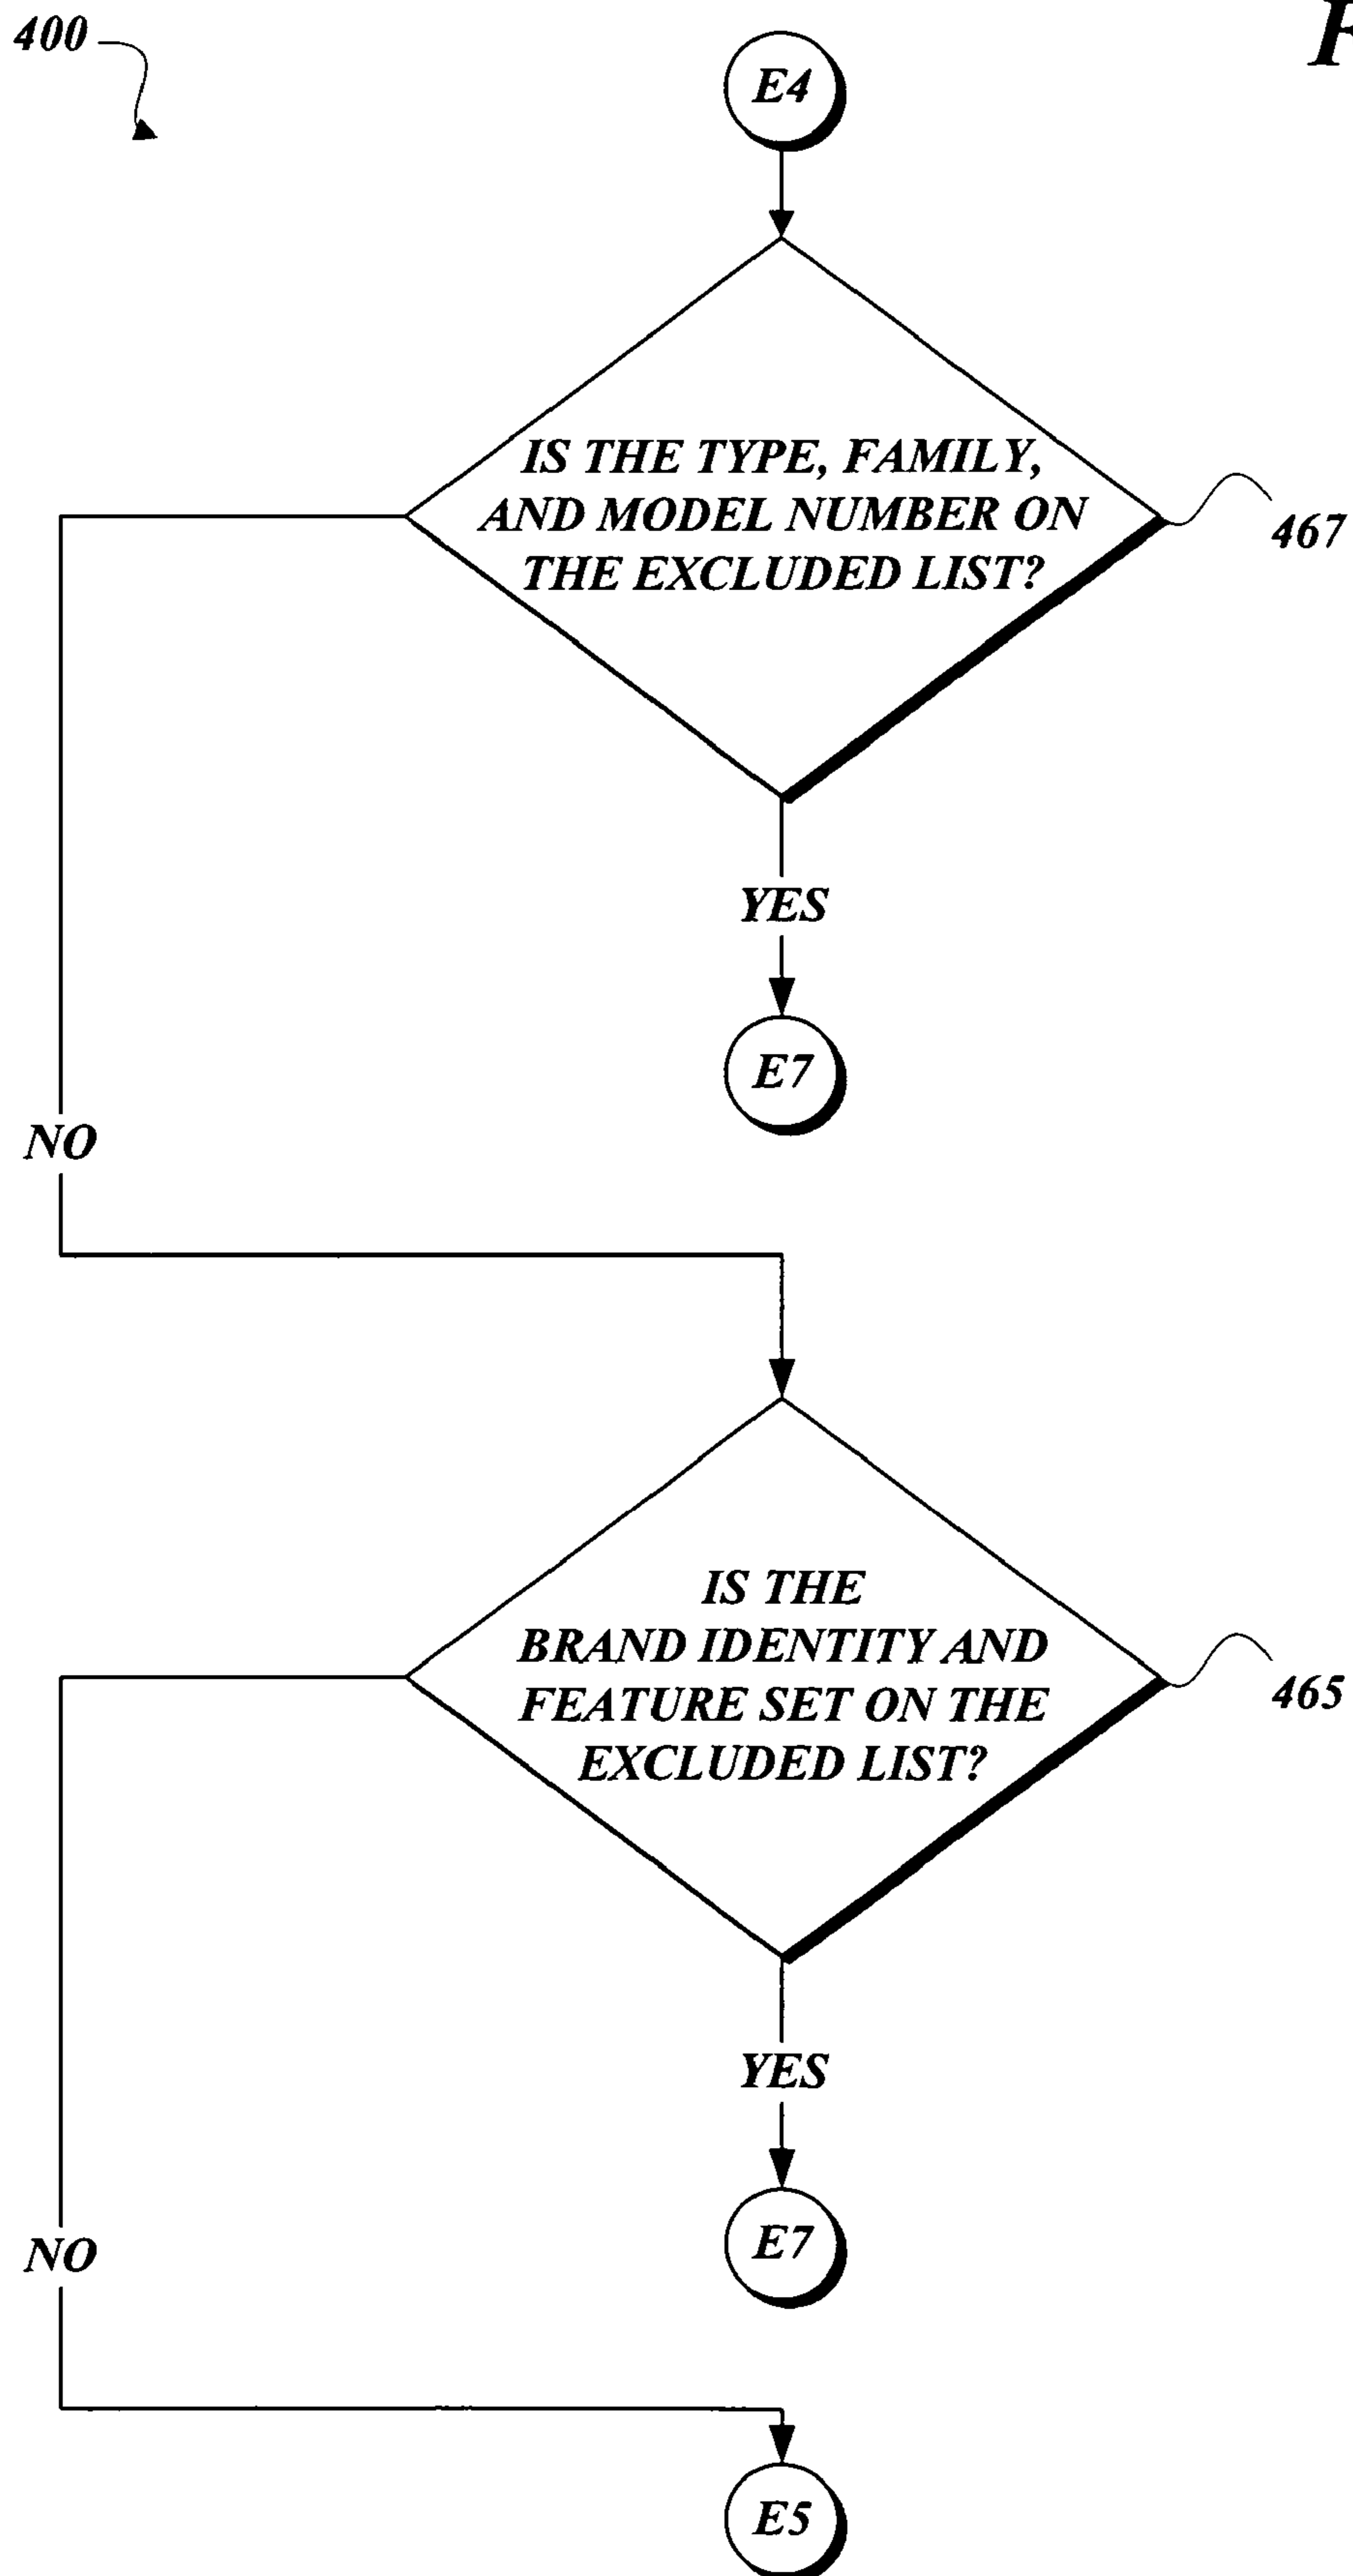 400
E4
IS THE TYPE, FAMILY,
AND MODEL NUMBER ON
THE EXCLUDED LIST?
467
YES
E7
NO
IS THE
BRAND IDENTITY AND
FEATURE SET ON THE
EXCLUDED LIST?
465
YES
E7
NO
E5